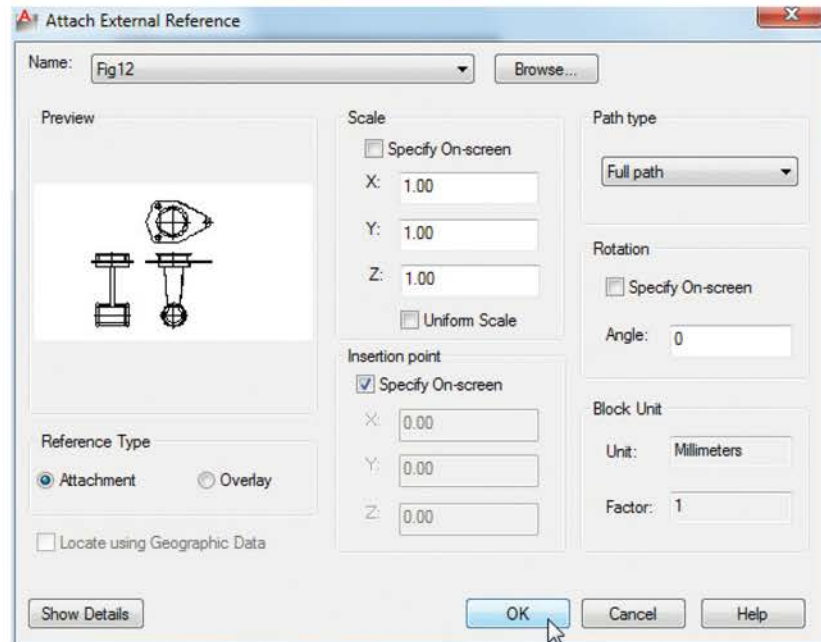 Attach External Reference
Name: Fig12 Browse...
Preview
Reference Type
Attachment Overlay
Locate using Geographic Data
Scale
Specify On-screen
X: 1.00
Y: 1.00
Z: 1.00
Uniform Scale
Insertion point
Specify On-screen
X: 0.00
Y: 0.00
Z: 0.00
Path type
Full path
Rotation
Specify On-screen
Angle: 0
Block Unit
Unit: Millimeters
Factor: 1
Show Details OK Cancel Help